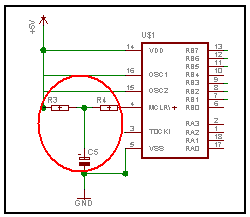 +5V
U$1
14 VDD RB7 13
RB6 12
RB5 11
16 OSC1 RB4 10
RB3 9
15 OSC2 RB2 8
RB1 7
R3 R4 4 MCLR\+ RB0 6
RA3 2
3 TOCKI RA2 1
RA1 18
C5 5 VSS RA0 17
GND